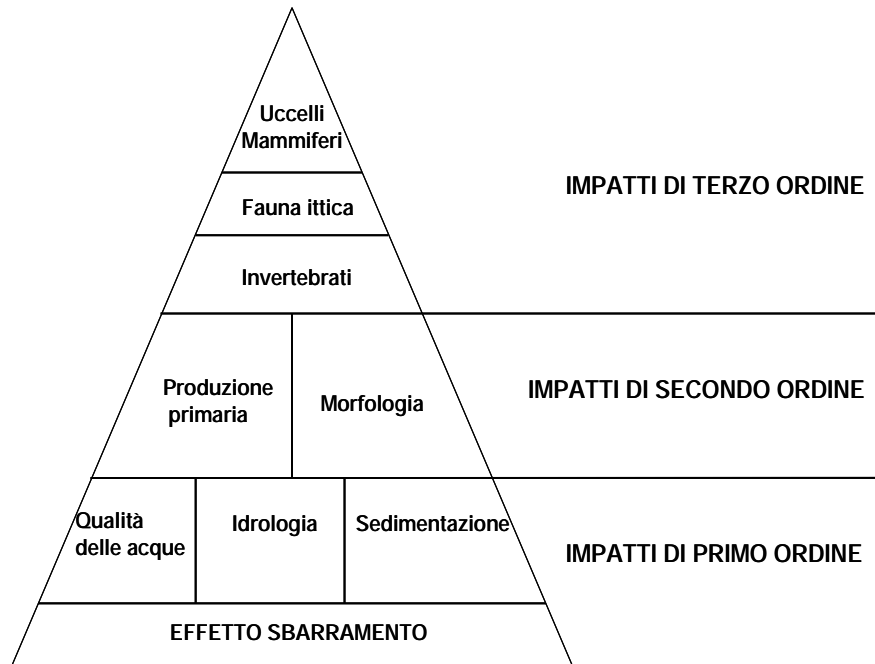 Uccelli
Mammiferi
IMPATTI DI TERZO ORDINE
Fauna ittica
Invertebrati
Produzione
primaria
Morfologia
IMPATTI DI SECONDO ORDINE
Qualità
delle acque
Idrologia
Sedimentazione
IMPATTI DI PRIMO ORDINE
EFFETTO SBARRAMENTO